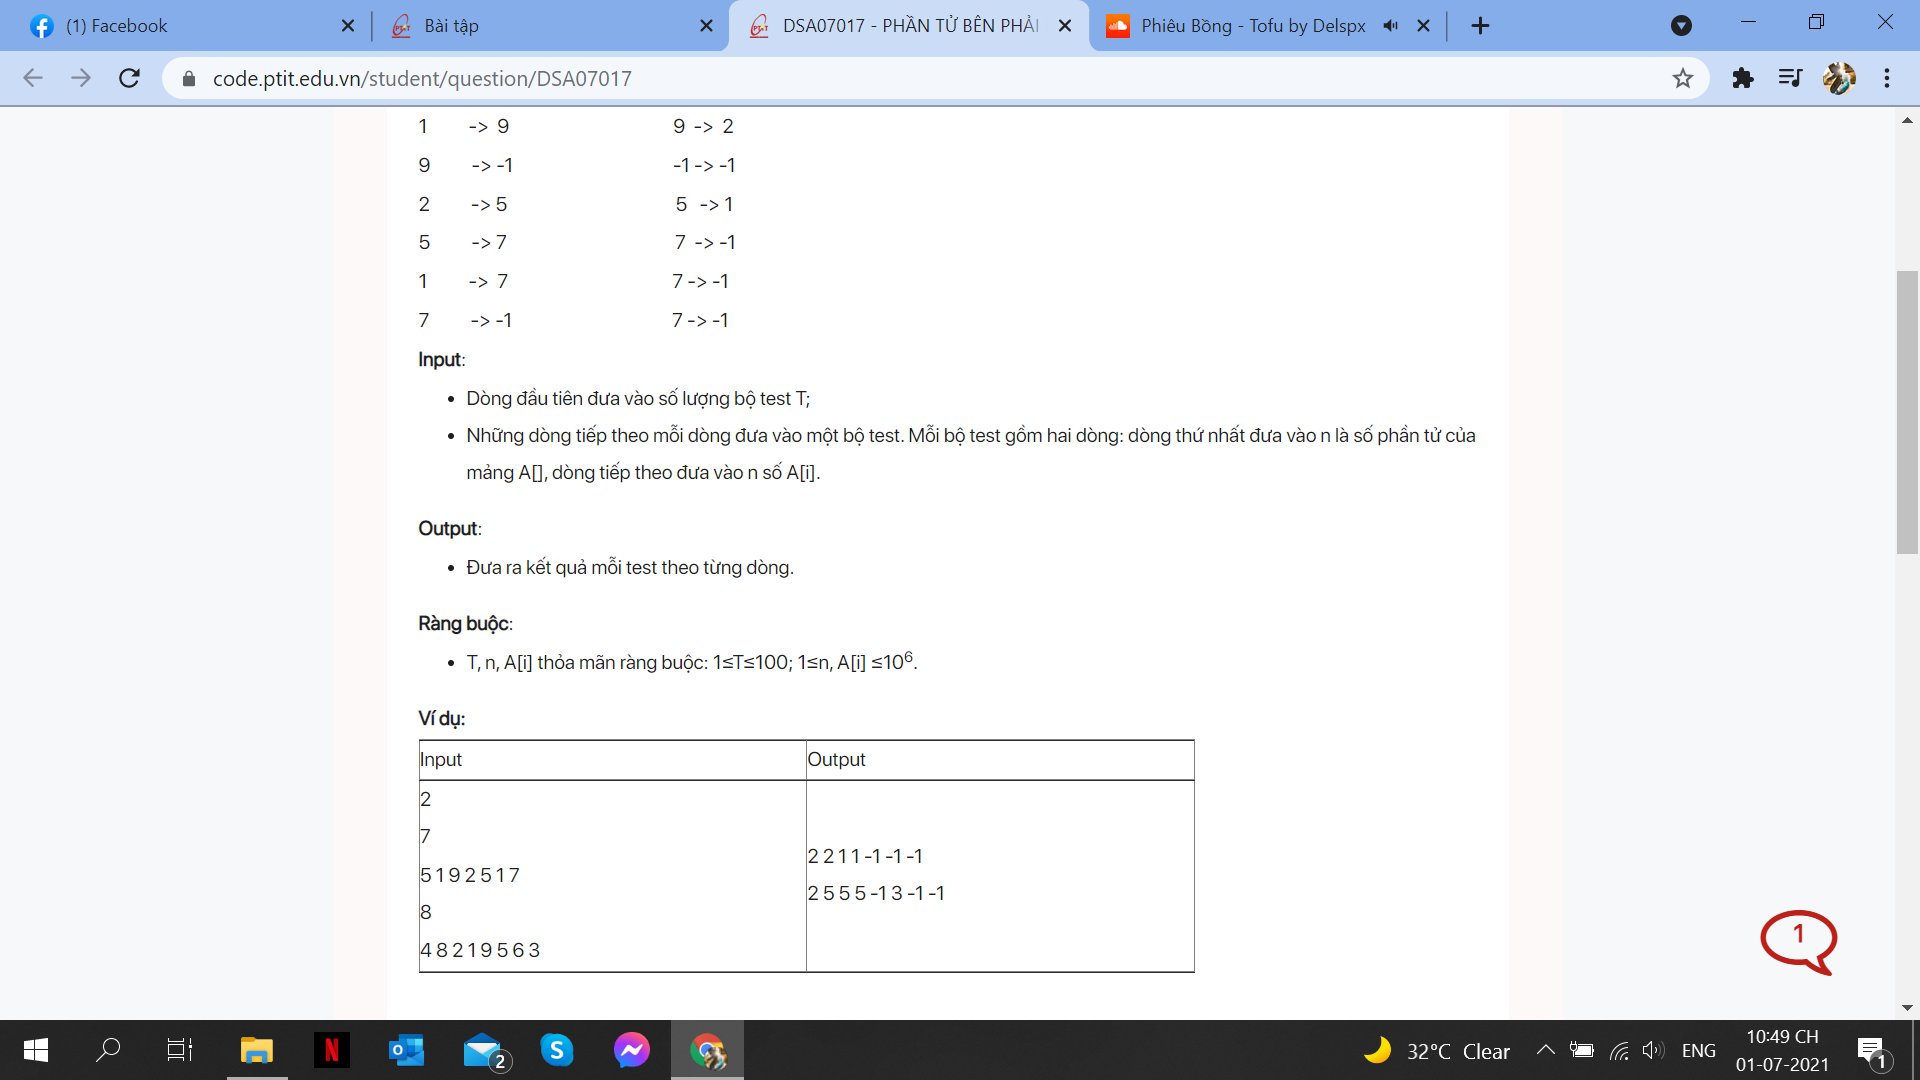 (1) Facebook
Bài tập
DSA07017 - PHẦN TỬ BÊN PHẢI
Phiêu Bồng - Tofu by Delspx
code.ptit.edu.vn/student/question/DSA07017
1 -> 9 9 -> 2
9 -> -1 -1 -> -1
2 -> 5 5 -> 1
5 -> 7 7 -> -1
1 -> 7 7 -> -1
7 -> -1 7 -> -1
Input:
• Dòng đầu tiên đưa vào số lượng bộ test T;
• Những dòng tiếp theo mỗi dòng đưa vào một bộ test. Mỗi bộ test gồm hai dòng: dòng thứ nhất đưa vào n là số phần tử của
mảng A[], dòng tiếp theo đưa vào n số A[i].
Output:
• Đưa ra kết quả mỗi test theo từng dòng.
Ràng buộc:
• T, n, A[i] thỏa mãn ràng buộc: 1≤T≤100; 1≤n, A[i] ≤10⁶.
Ví dụ:
Input Output
2
7
5 1 9 2 5 1 7
8
4 8 2 1 9 5 6 3
2 2 1 1 -1 -1 -1
2 5 5 5 -1 3 -1 -1
1
N
2
32°C Clear
ENG
10:49 CH
01-07-2021
1